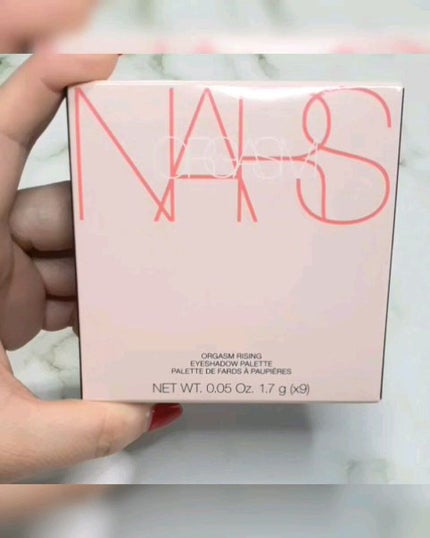 NARS
ORGASM
ORGASM RISING
EYESHADOW PALETTE
PALETTE DE FARDS À PAUPIÈRES
NET WT. 0.05 Oz. 1.7 g (x9)